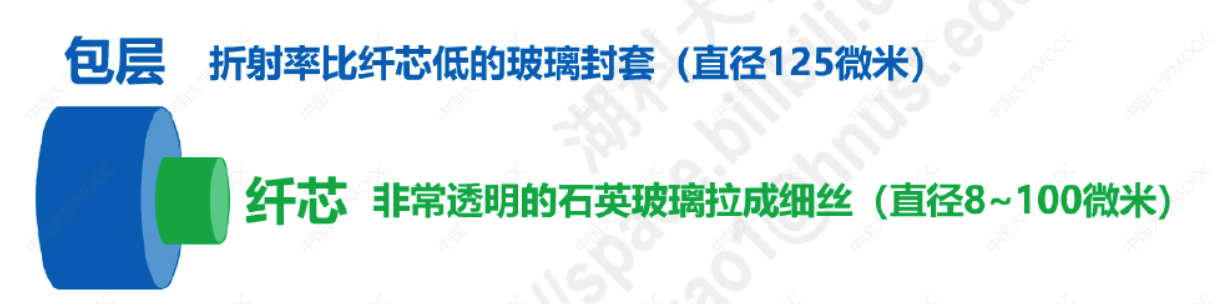 包层 折射率比纤芯低的玻璃封套（直径125微米）
纤芯 非常透明的石英玻璃拉成细丝（直径8~100微米）
中国大学MOOC
湖科大
//space.bilibili.c
ao1@hnust.edu